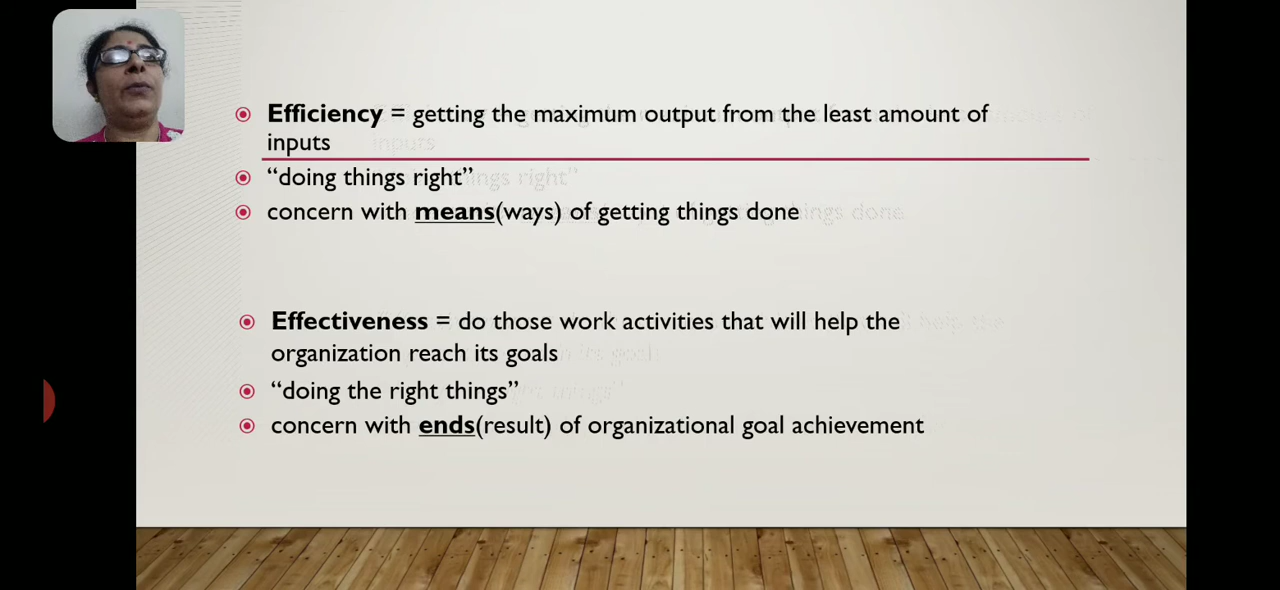 Efficiency = getting the maximum output from the least amount of
inputs
“doing things right”
concern with means(ways) of getting things done
Effectiveness = do those work activities that will help the
organization reach its goals
“doing the right things”
concern with ends(result) of organizational goal achievement